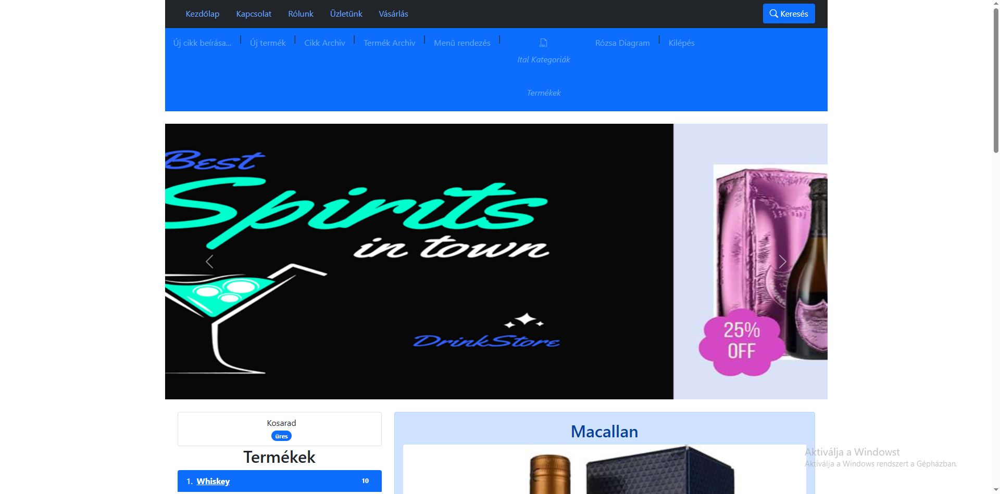 Kezdőlap Kapcsolat Rólunk Üzletünk Vásárlás Keresés
Új cikk beírása... | Új termék | Cikk Archiv | Termék Archiv | Menü rendezés | Rózsa Diagram | Kilépés
Ital Kategoriák
Termékek
Best
Spirits
in town
DrinkStore
25%
OFF
Kosarad
üres
Termékek
1. Whiskey 10
Macallan
Aktiválja a Windowst
Aktiválja a Windows rendszert a Gépházban.